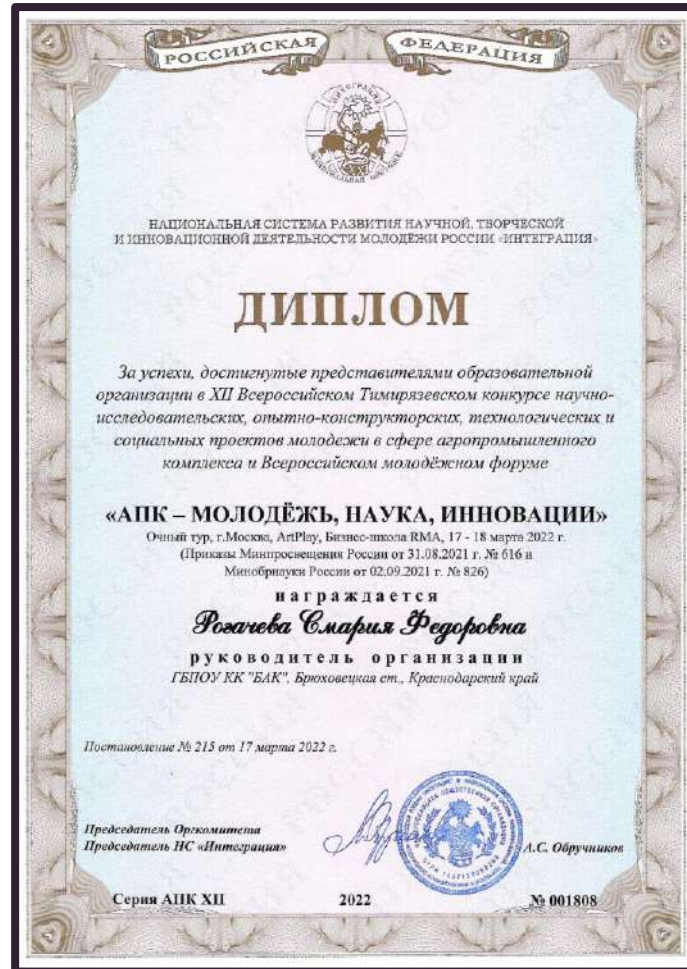 РОССИЙСКАЯ ФЕДЕРАЦИЯ
НАЦИОНАЛЬНАЯ СИСТЕМА РАЗВИТИЯ НАУЧНОЙ, ТВОРЧЕСКОЙ
И ИННОВАЦИОННОЙ ДЕЯТЕЛЬНОСТИ МОЛОДЁЖИ РОССИИ «ИНТЕГРАЦИЯ»
ДИПЛОМ
За успехи, достигнутые представителями образовательной
организации в XII Всероссийском Тимирязевском конкурсе научно-
исследовательских, опытно-конструкторских, технологических и
социальных проектов молодежи в сфере агропромышленного
комплекса и Всероссийском молодёжном форуме
«АПК – МОЛОДЁЖЬ, НАУКА, ИННОВАЦИИ»
Очный тур, г.Москва, ArtPlay, Бизнес-школа RMA, 17 - 18 марта 2022 г.
(Приказы Минпросвещения России от 31.08.2021 г. № 616 и
Минобрнауки России от 02.09.2021 г. № 826)
награждается
Рогачева Смария Федоровна
руководитель организации
ГБПОУ КК "БАК", Брюховецкая ст., Краснодарский край
Постановление № 215 от 17 марта 2022 г.
Председатель Оргкомитета
Председатель НС «Интеграция» А.С. Обручников
Серия АПК XII 2022 № 001808